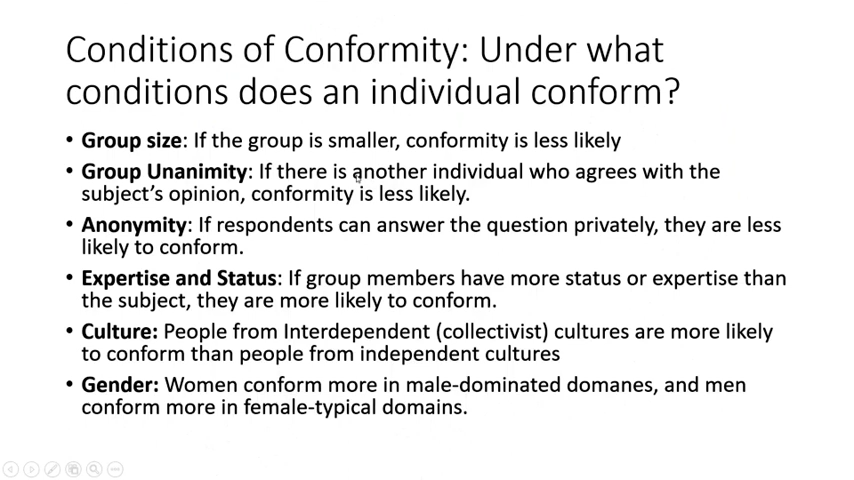 Conditions of Conformity: Under what
conditions does an individual conform?
• Group size: If the group is smaller, conformity is less likely
• Group Unanimity: If there is another individual who agrees with the
subject's opinion, conformity is less likely.
• Anonymity: If respondents can answer the question privately, they are less
likely to conform.
• Expertise and Status: If group members have more status or expertise than
the subject, they are more likely to conform.
• Culture: People from Interdependent (collectivist) cultures are more likely
to conform than people from independent cultures
• Gender: Women conform more in male-dominated domanes, and men
conform more in female-typical domains.